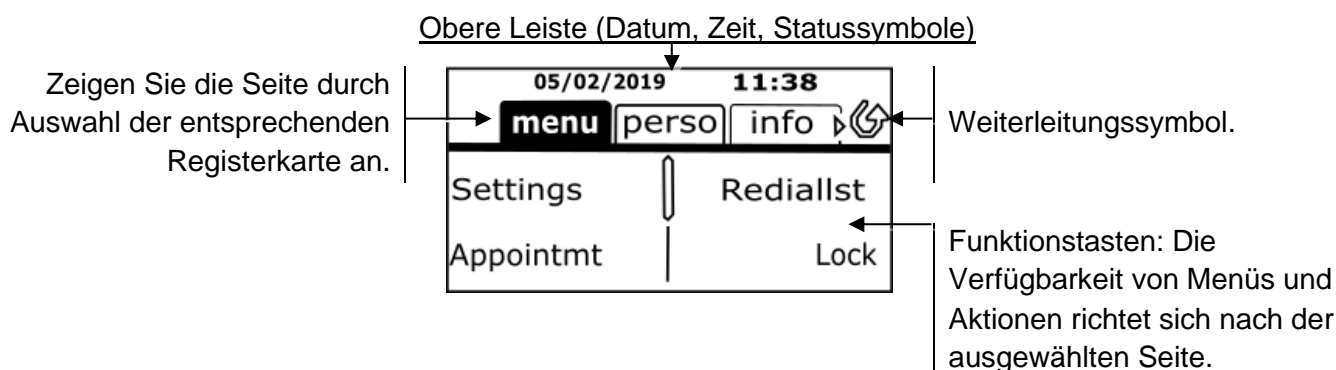 Obere Leiste (Datum, Zeit, Statussymbole)
Zeigen Sie die Seite durch
Auswahl der entsprechenden
Registerkarte an.
05/02/2019 11:38
menu perso info
Settings Rediallst
Appointmt Lock
Weiterleitungssymbol.
Funktionstasten: Die
Verfügbarkeit von Menüs und
Aktionen richtet sich nach der
ausgewählten Seite.